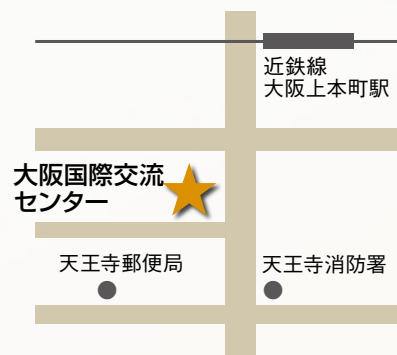 近鉄線
大阪上本町駅
大阪国際交流
センター
天王寺郵便局
天王寺消防署